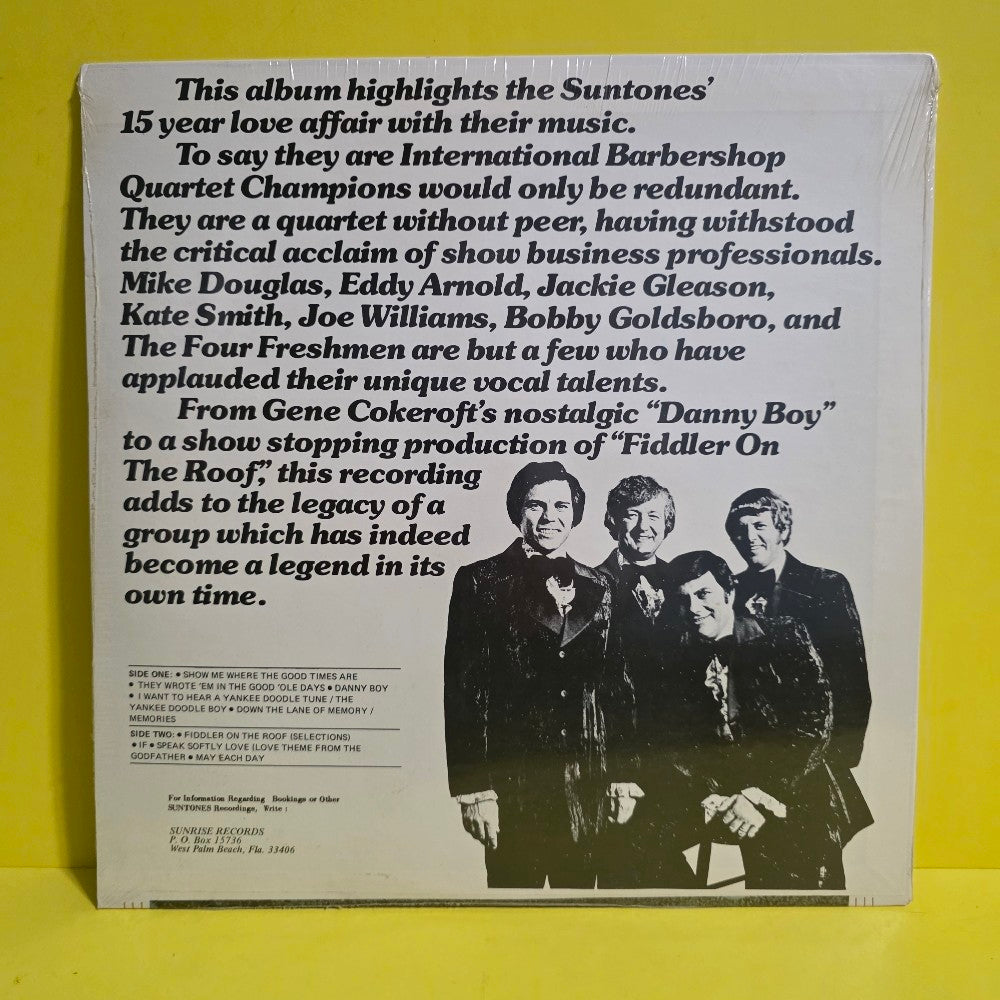 This album highlights the Suntones'
15 year love affair with their music.
To say they are International Barbershop
Quartet Champions would only be redundant.
They are a quartet without peer, having withstood
the critical acclaim of show business professionals.
Mike Douglas, Eddy Arnold, Jackie Gleason,
Kate Smith, Joe Williams, Bobby Goldsboro, and
The Four Freshmen are but a few who have
applauded their unique vocal talents.
From Gene Cokeroft's nostalgic "Danny Boy"
to a show stopping production of "Fiddler On
The Roof," this recording
adds to the legacy of a
group which has indeed
become a legend in its
own time.
SIDE ONE: • SHOW ME WHERE THE GOOD TIMES ARE
• THEY WROTE 'EM IN THE GOOD 'OLE DAYS • DANNY BOY
• I WANT TO HEAR A YANKEE DOODLE TUNE / THE
YANKEE DOODLE BOY • DOWN THE LANE OF MEMORY /
MEMORIES
SIDE TWO: • FIDDLER ON THE ROOF (SELECTIONS)
• IF • SPEAK SOFTLY LOVE (LOVE THEME FROM THE
GODFATHER • MAY EACH DAY
For Information Regarding Bookings or Other
SUNTONES Recordings, Write :
SUNRISE RECORDS
P. O. Box 15736
West Palm Beach, Fla. 33406